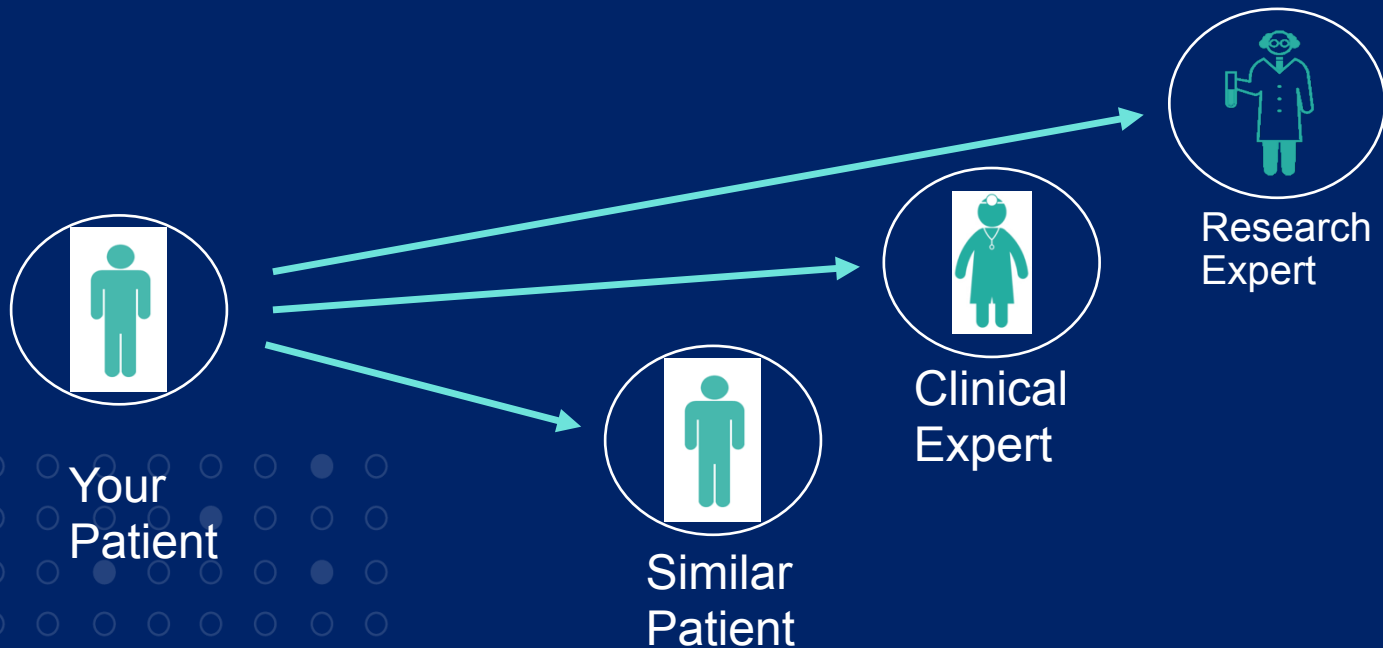 Your
Patient
Similar
Patient
Clinical
Expert
Research
Expert